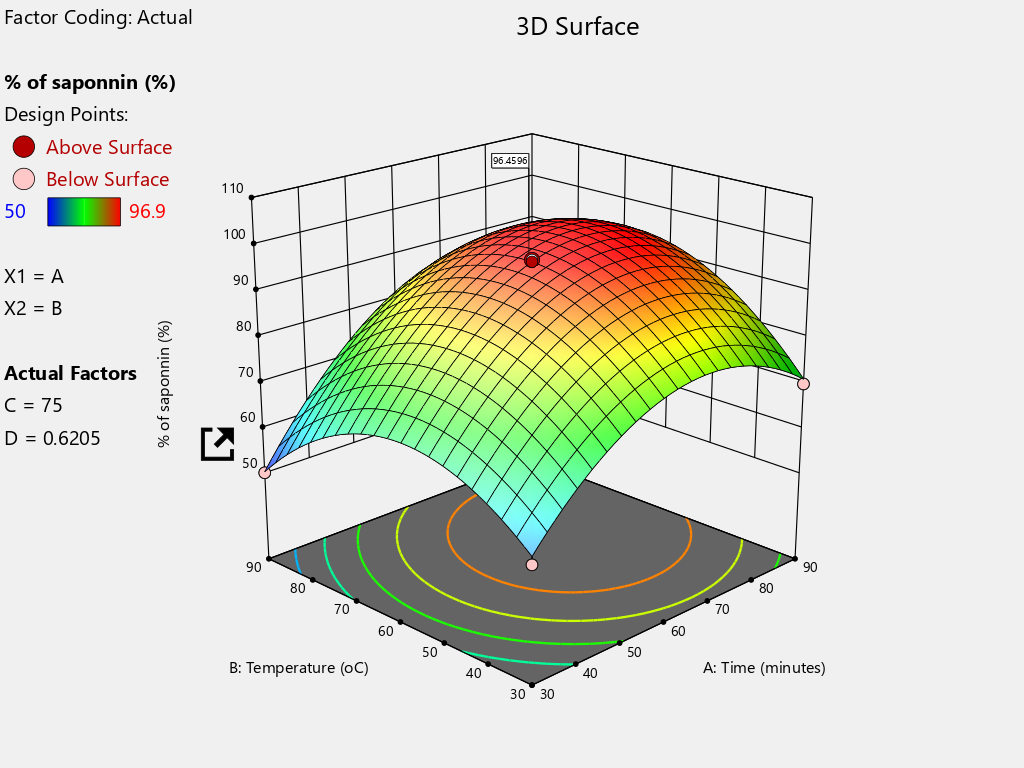 Factor Coding: Actual
3D Surface
% of saponnin (%)
Design Points:
Above Surface
Below Surface
50 96.9
X1 = A
X2 = B
Actual Factors
C = 75
D = 0.6205
96.4596
110
100
90
80
70
60
50
% of saponnin (%)
90
80
70
60
50
40
30
B: Temperature (oC)
30
40
50
60
70
80
90
A: Time (minutes)